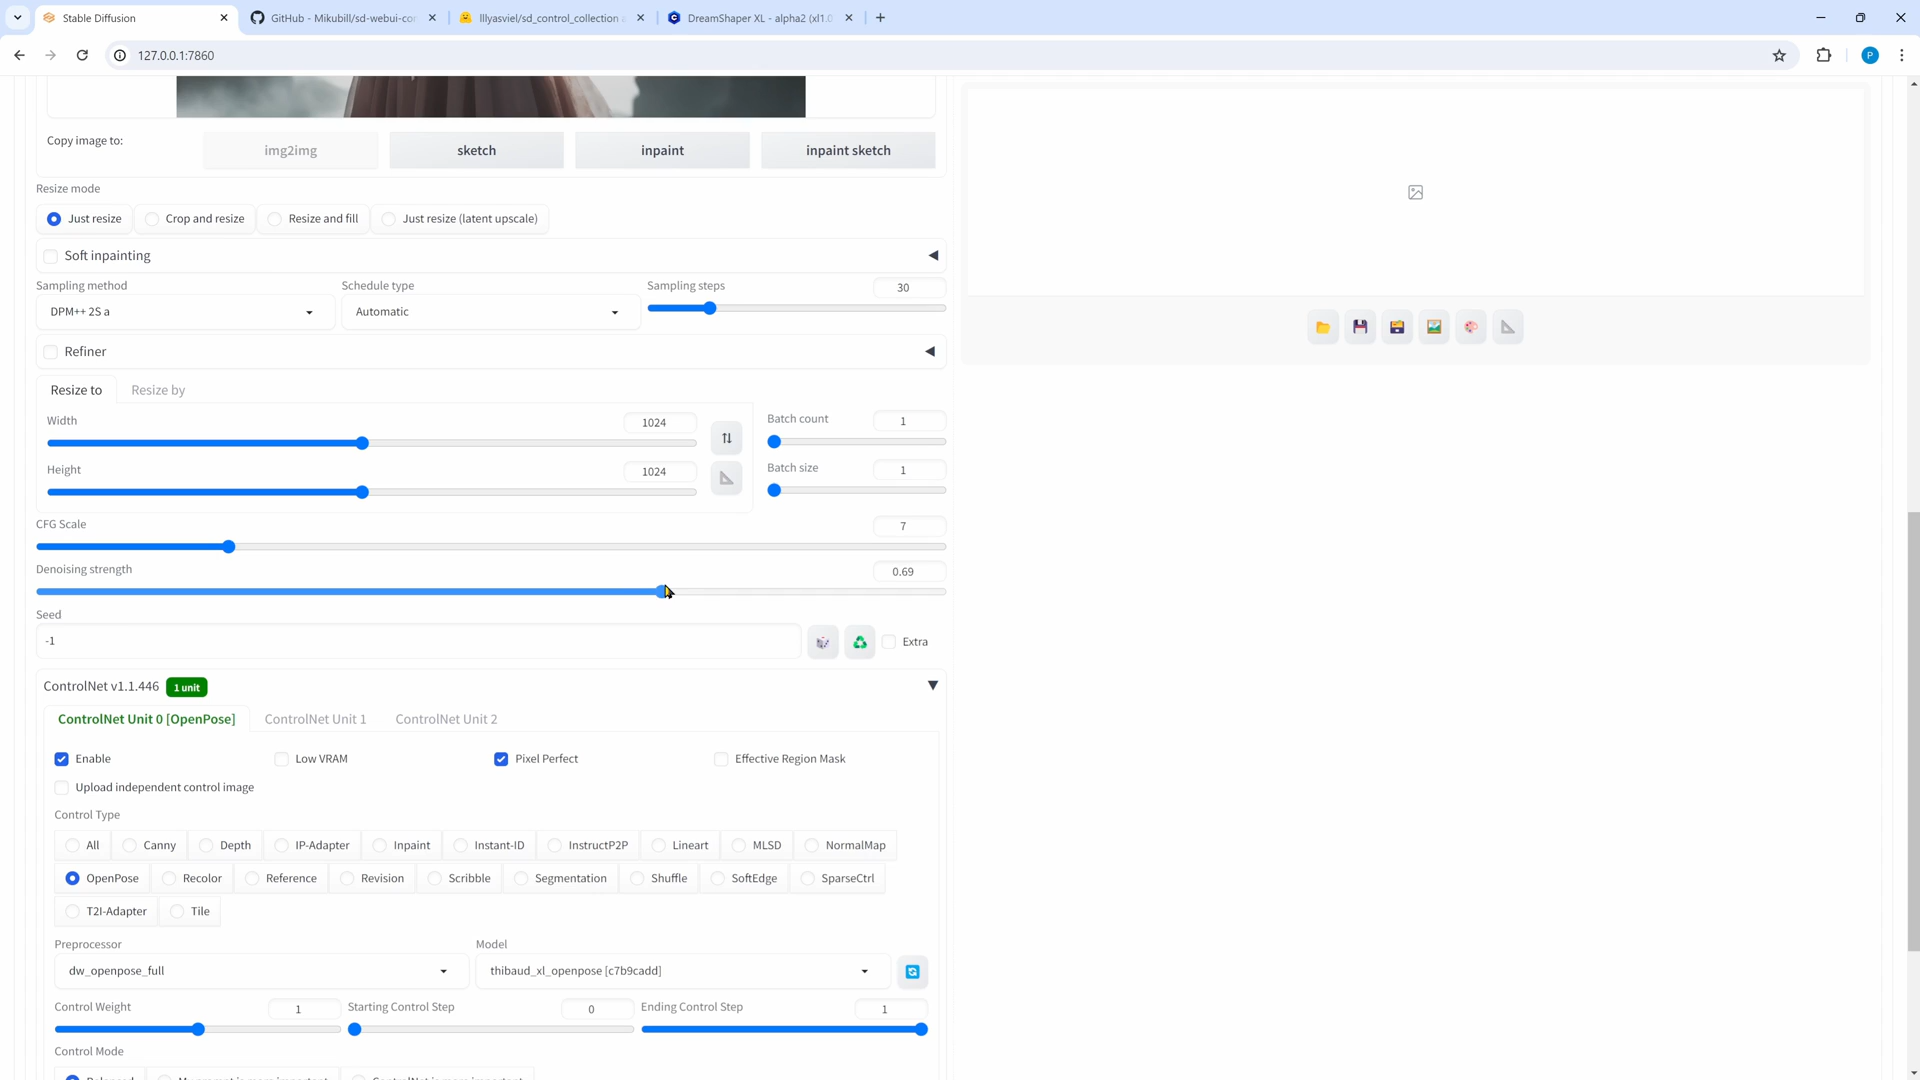 Stable Diffusion
GitHub - Mikubill/sd-webui-con
lllyasviel/sd_control_collection a
DreamShaper XL - alpha2 (xl1.0
127.0.0.1:7860
P
Copy image to:
img2img
sketch
inpaint
inpaint sketch
Resize mode
Just resize
Crop and resize
Resize and fill
Just resize (latent upscale)
Soft inpainting
Sampling method
Schedule type
Sampling steps
30
DPM++ 2S a
Automatic
Refiner
Resize to
Resize by
Width
1024
Batch count
1
Height
1024
Batch size
1
CFG Scale
7
Denoising strength
0.69
Seed
-1
Extra
ControlNet v1.1.446
1 unit
ControlNet Unit 0 [OpenPose]
ControlNet Unit 1
ControlNet Unit 2
Enable
Low VRAM
Pixel Perfect
Effective Region Mask
Upload independent control image
Control Type
All
Canny
Depth
IP-Adapter
Inpaint
Instant-ID
InstructP2P
Lineart
MLSD
NormalMap
OpenPose
Recolor
Reference
Revision
Scribble
Segmentation
Shuffle
SoftEdge
SparseCtrl
T2I-Adapter
Tile
Preprocessor
Model
dw_openpose_full
thibaud_xl_openpose [c7b9cadd]
Control Weight
1
Starting Control Step
0
Ending Control Step
1
Control Mode